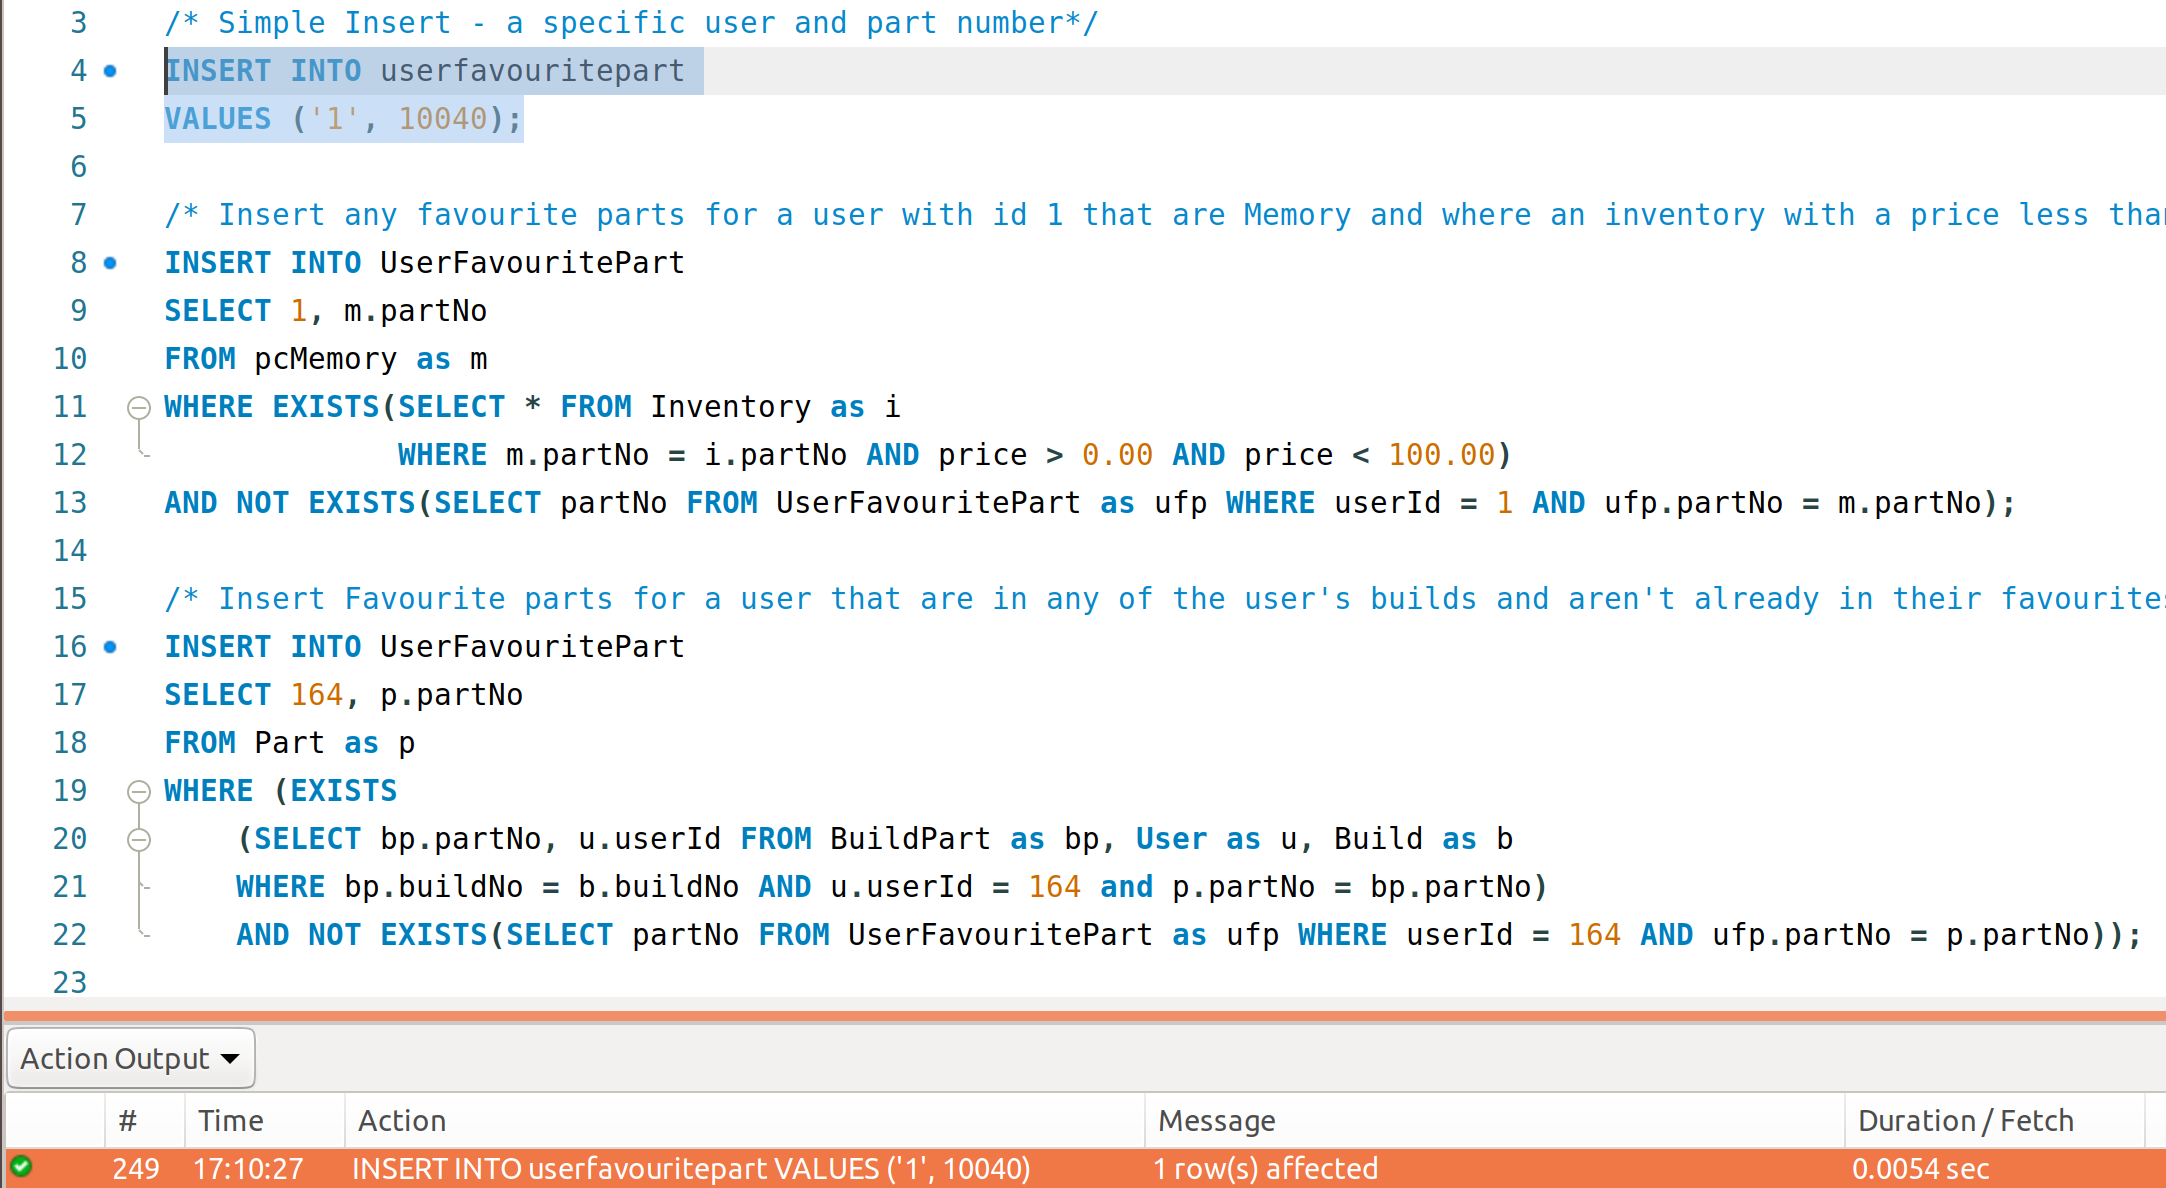 3 /* Simple Insert - a specific user and part number*/
4 INSERT INTO userfavouritepart
5 VALUES ('1', 10040);
6
7 /* Insert any favourite parts for a user with id 1 that are Memory and where an inventory with a price less than
8 INSERT INTO UserFavouritePart
9 SELECT 1, m.partNo
10 FROM pcMemory as m
11 WHERE EXISTS(SELECT * FROM Inventory as i
12 WHERE m.partNo = i.partNo AND price > 0.00 AND price < 100.00)
13 AND NOT EXISTS(SELECT partNo FROM UserFavouritePart as ufp WHERE userId = 1 AND ufp.partNo = m.partNo);
14
15 /* Insert Favourite parts for a user that are in any of the user's builds and aren't already in their favourites
16 INSERT INTO UserFavouritePart
17 SELECT 164, p.partNo
18 FROM Part as p
19 WHERE (EXISTS
20 (SELECT bp.partNo, u.userId FROM BuildPart as bp, User as u, Build as b
21 WHERE bp.buildNo = b.buildNo AND u.userId = 164 and p.partNo = bp.partNo)
22 AND NOT EXISTS(SELECT partNo FROM UserFavouritePart as ufp WHERE userId = 164 AND ufp.partNo = p.partNo));
23
Action Output
# Time Action Message Duration / Fetch
249 17:10:27 INSERT INTO userfavouritepart VALUES ('1', 10040) 1 row(s) affected 0.0054 sec